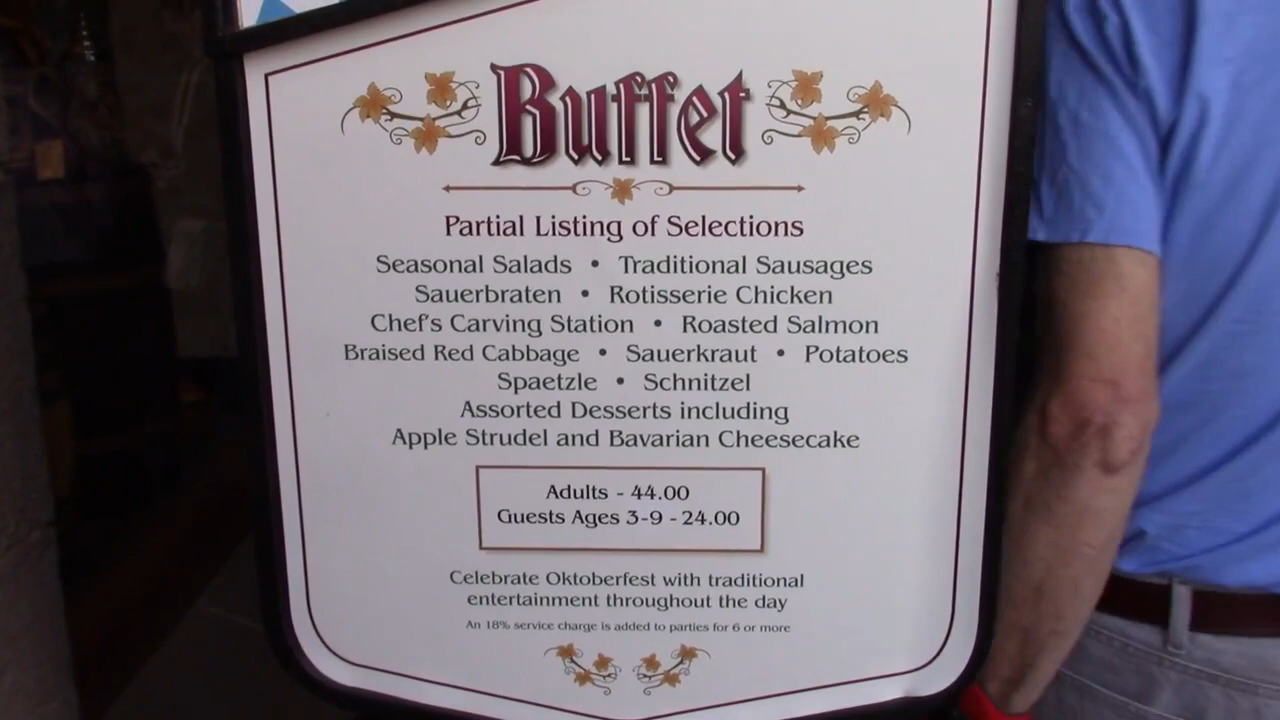 Buffet
Partial Listing of Selections
Seasonal Salads • Traditional Sausages
Sauerbraten • Rotisserie Chicken
Chef's Carving Station • Roasted Salmon
Braised Red Cabbage • Sauerkraut • Potatoes
Spaetzle • Schnitzel
Assorted Desserts including
Apple Strudel and Bavarian Cheesecake
Adults - 44.00
Guests Ages 3-9 - 24.00
Celebrate Oktoberfest with traditional
entertainment throughout the day
An 18% service charge is added to parties for 6 or more